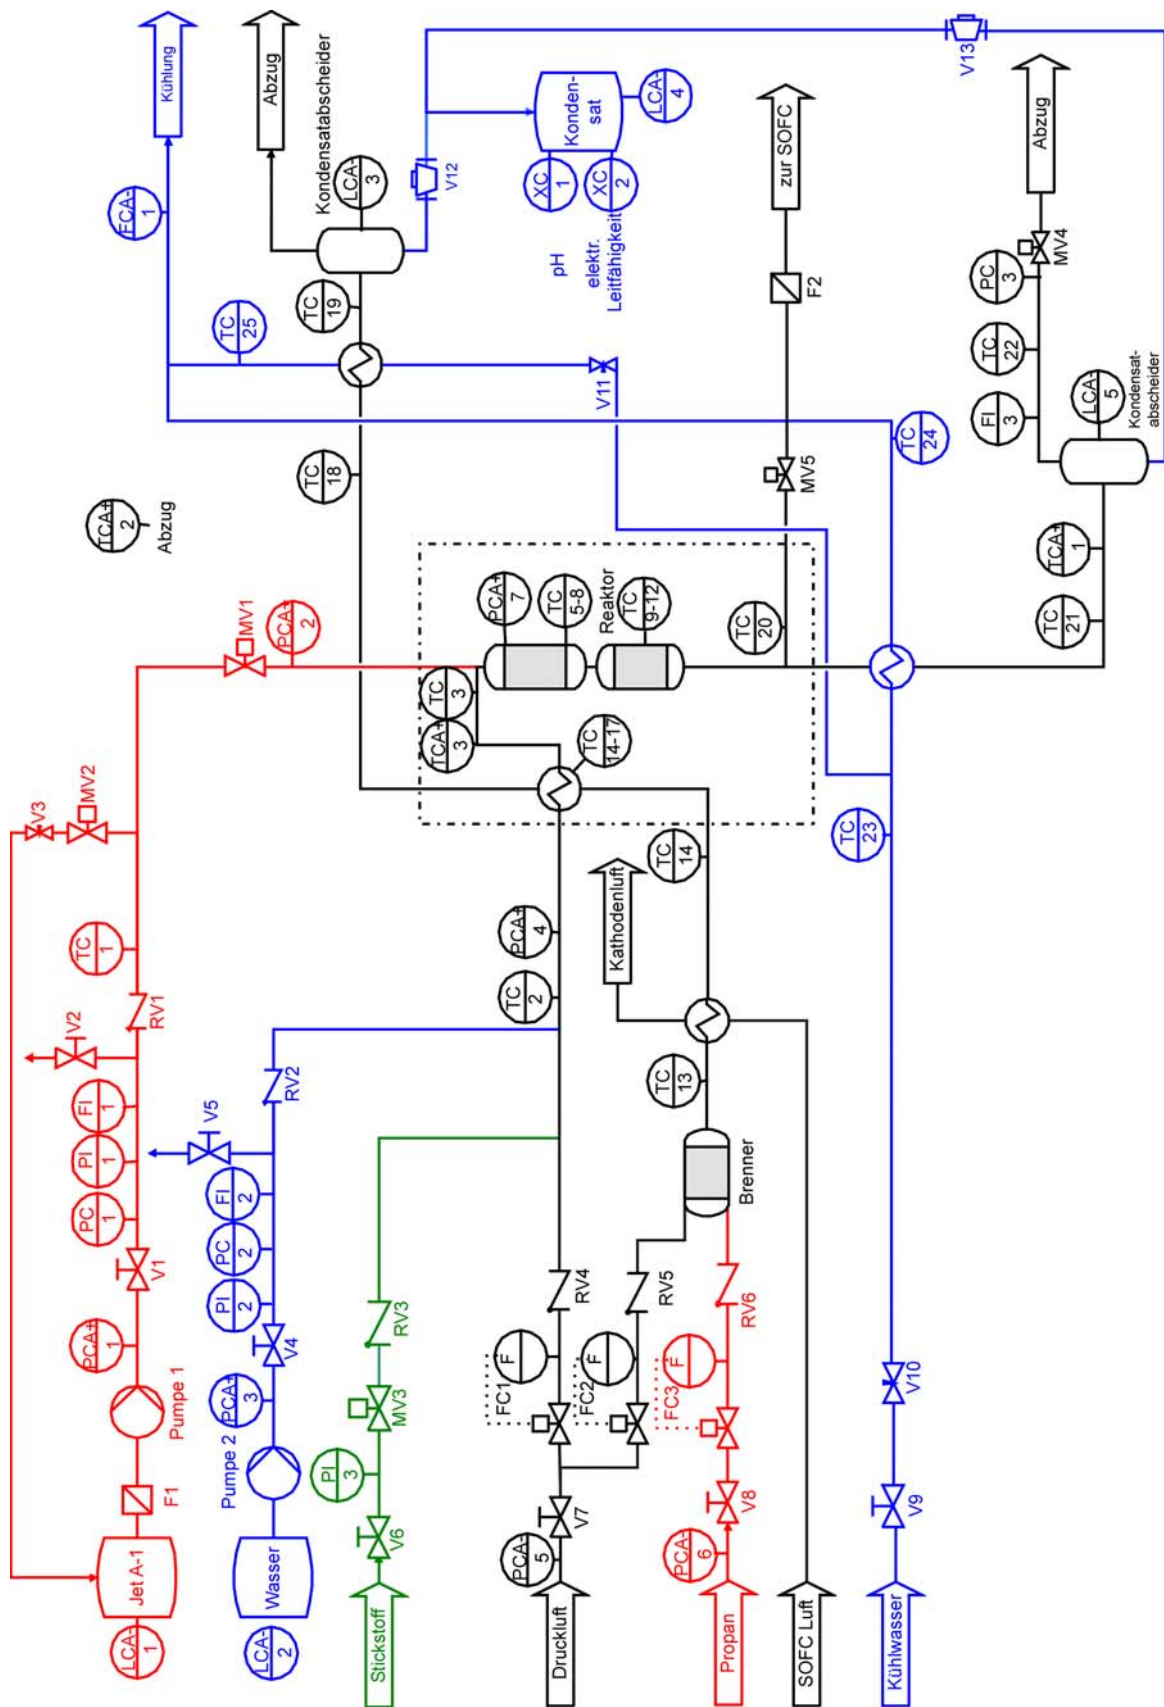 V3
MV2
MV1
TCA+
2
Abzug
LCA-
1
Jet A-1
F1
Pumpe 1
PCA+
1
V1
PC
1
PI
1
FI
1
V2
RV1
TC
1
PCA+
2
FCA-
1
Kühlung
LCA-
2
Wasser
Pumpe 2
PCA+
3
V4
PI
2
PC
2
FI
2
V5
RV2
TC
25
TC
18
TC
19
Kondensatabscheider
LCA-
3
Abzug
V12
Stickstoff
V6
PI
3
MV3
RV3
TCA+
3
TC
3
PCA+
7
TC
5-8
Reaktor
TC
9-12
TC
14-17
V11
pH
elektr.
Leitfähigkeit
XC
1
XC
2
Konden-
sat
LCA-
4
Druckluft
PCA-
5
V7
FC1
F
RV4
FC2
F
RV5
TC
2
PCA+
4
Kathodenluft
TC
14
Propan
PCA-
6
V8
FC3
F
RV6
Brenner
TC
13
TC
20
MV5
F2
zur SOFC
SOFC Luft
Kühlwasser
V9
V10
TC
23
TC
24
TC
21
TCA+
1
Kondensat-
abscheider
LCA-
5
FI
3
TC
22
PC
3
MV4
Abzug
V13